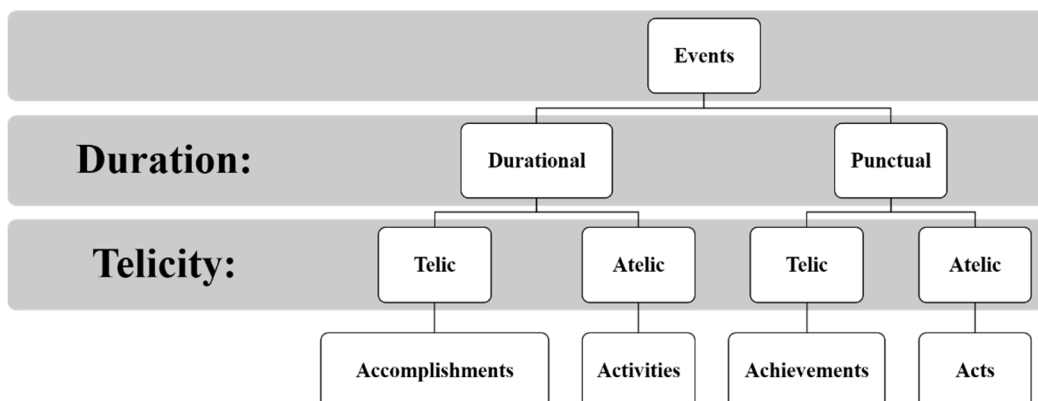 Events
Duration:
Durational
Punctual
Telicity:
Telic
Atelic
Telic
Atelic
Accomplishments
Activities
Achievements
Acts